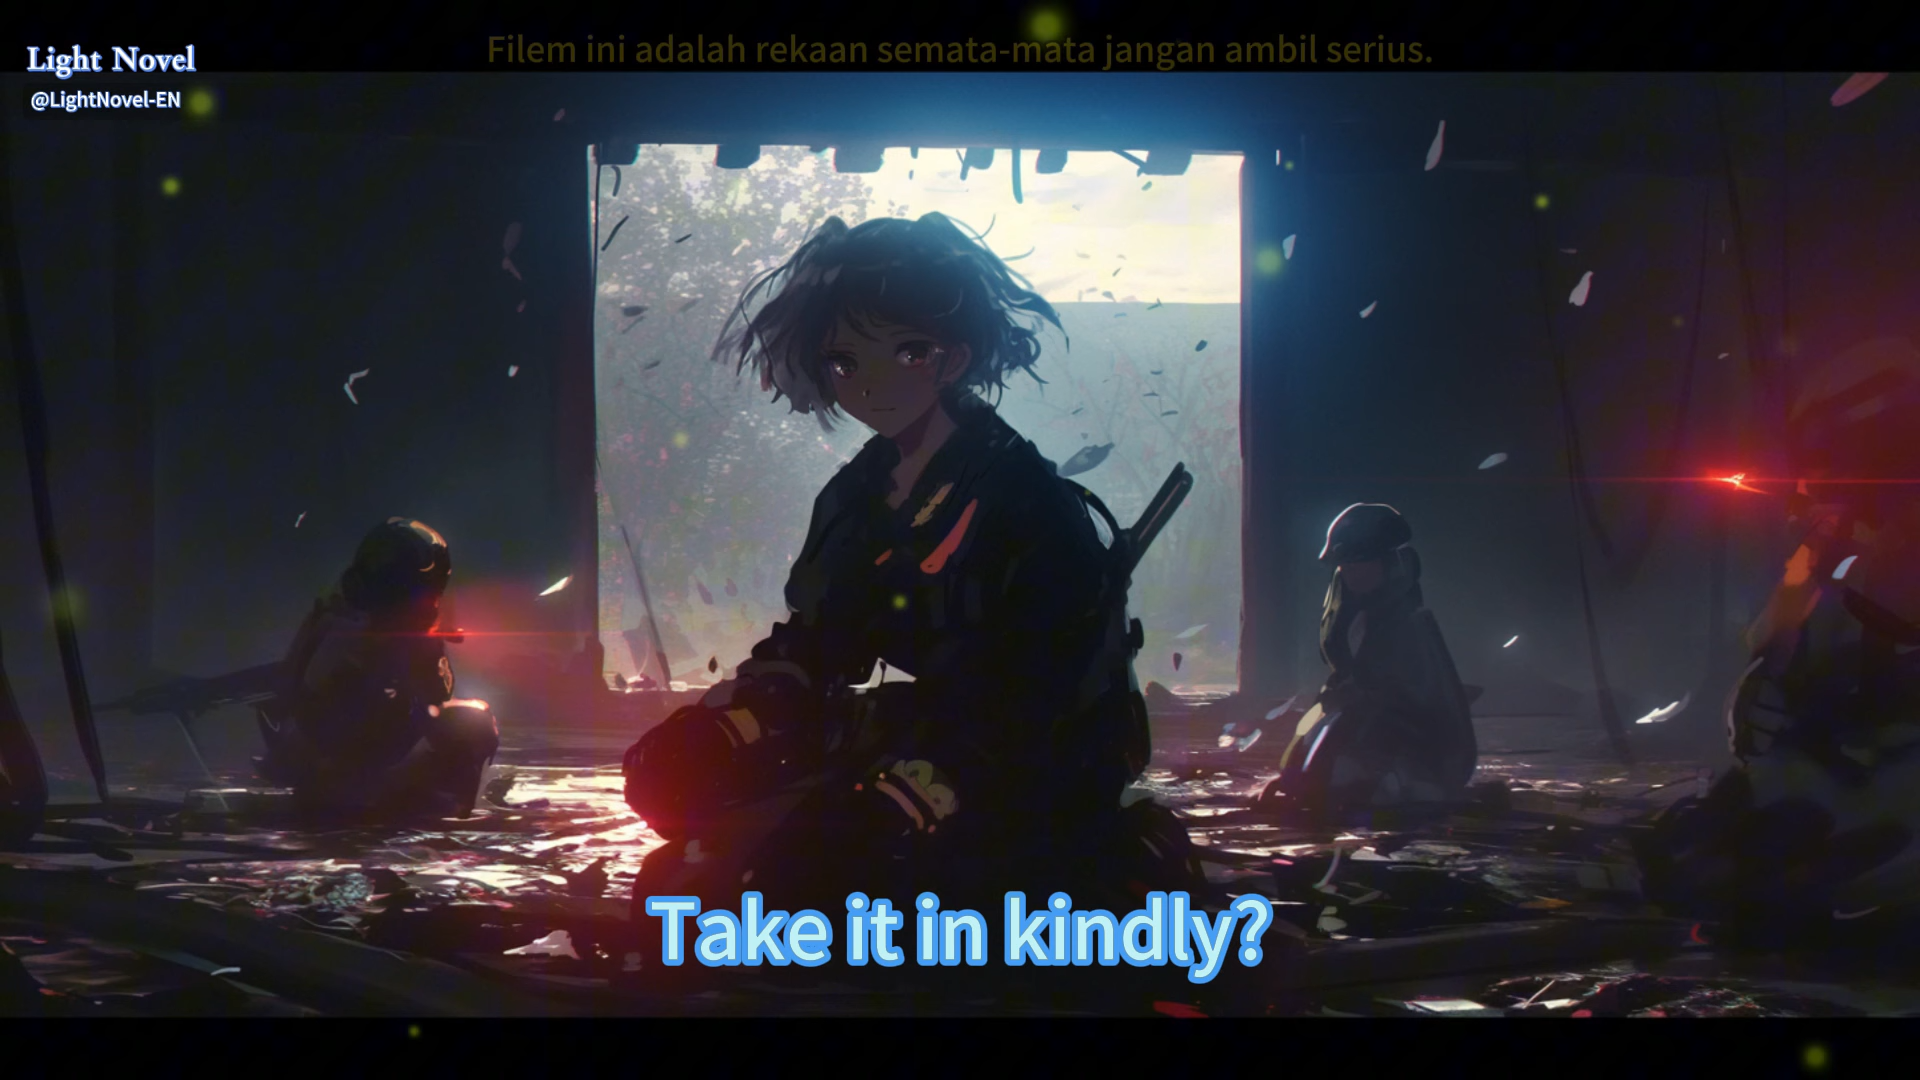 Filem ini adalah rekaan semata-mata jangan ambil serius.
Light Novel
@LightNovel-EN
Take it in kindly?